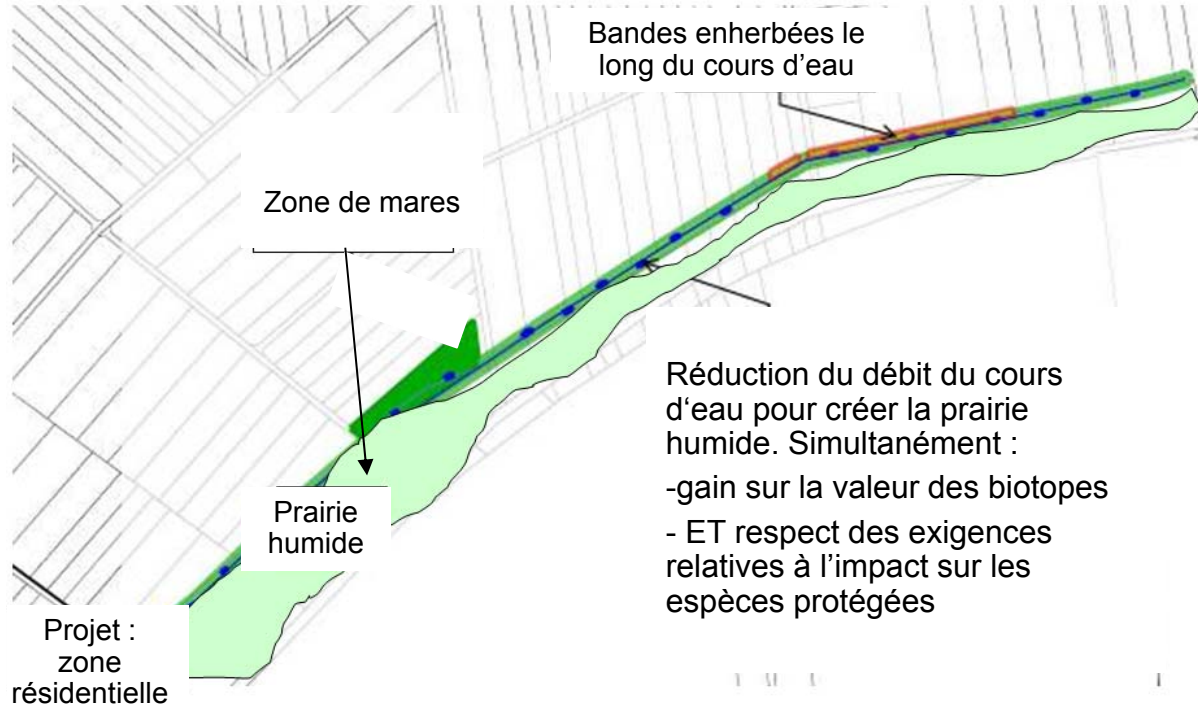 Bandes enherbées le
long du cours d'eau
Zone de mares
Réduction du débit du cours
d‘eau pour créer la prairie
humide. Simultanément :
-gain sur la valeur des biotopes
- ET respect des exigences
relatives à l’impact sur les
espèces protégées
Prairie
humide
Projet :
zone
résidentielle